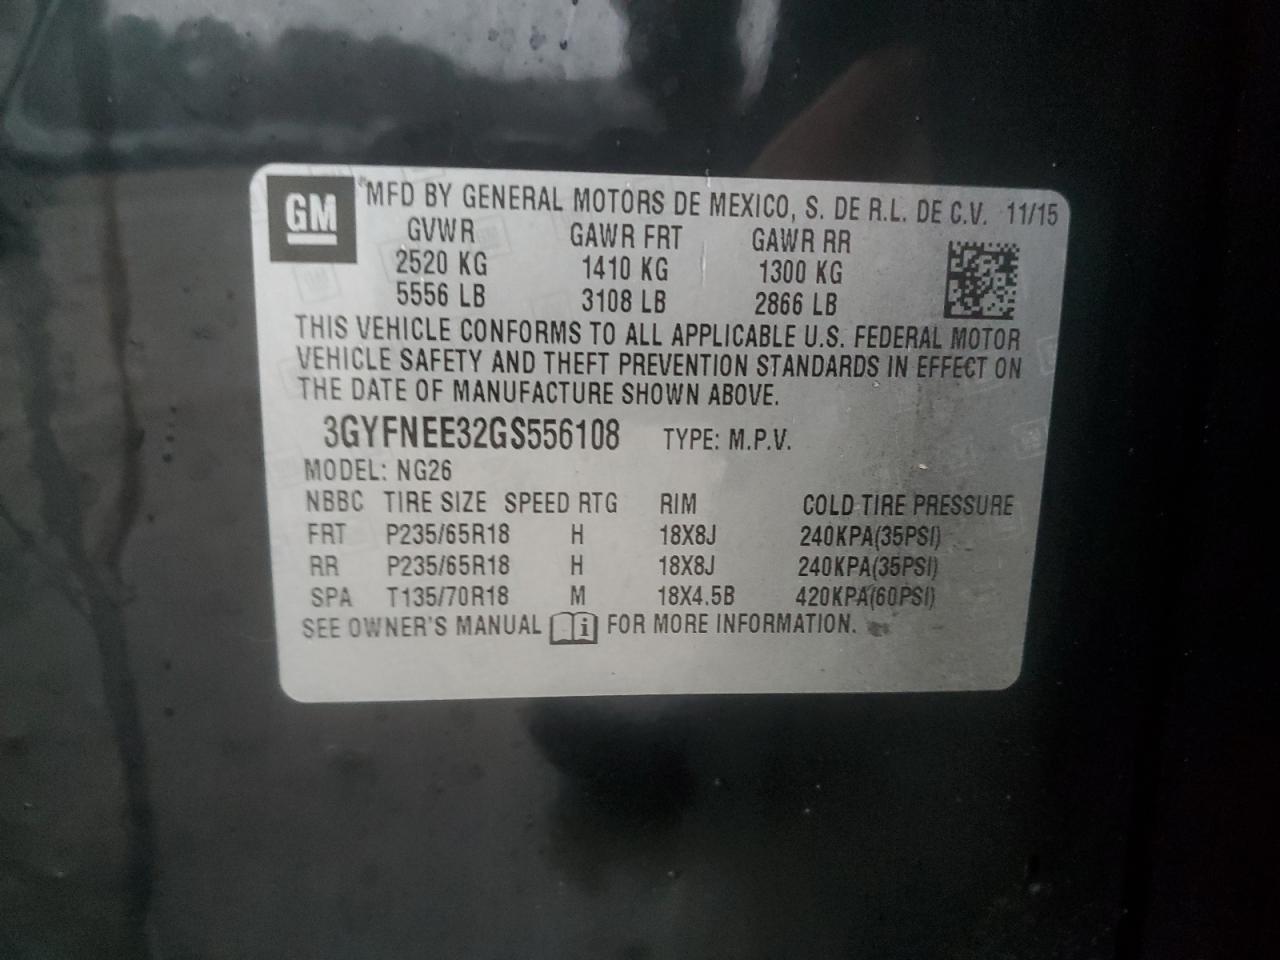 GM
MFD BY GENERAL MOTORS DE MEXICO, S. DE R.L. DE C.V. 11/15
GVWR GAWR FRT GAWR RR
2520 KG 1410 KG 1300 KG
5556 LB 3108 LB 2866 LB
THIS VEHICLE CONFORMS TO ALL APPLICABLE U.S. FEDERAL MOTOR
VEHICLE SAFETY AND THEFT PREVENTION STANDARDS IN EFFECT ON
THE DATE OF MANUFACTURE SHOWN ABOVE.
3GYFNEE32GS556108 TYPE: M.P.V.
MODEL: NG26
NBBC TIRE SIZE SPEED RTG RIM COLD TIRE PRESSURE
FRT P235/65R18 H 18X8J 240KPA(35PSI)
RR P235/65R18 H 18X8J 240KPA(35PSI)
SPA T135/70R18 M 18X4.5B 420KPA(60PSI)
SEE OWNER'S MANUAL i FOR MORE INFORMATION.